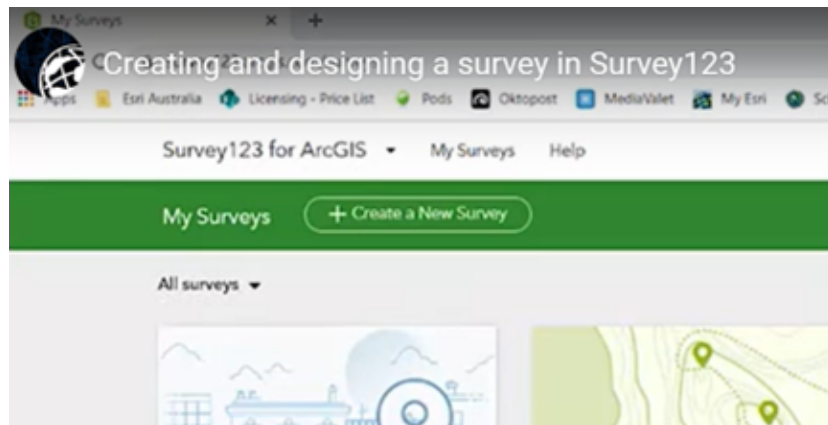 My Surveys
Creating and designing a survey in Survey123
Apps Esri Australia Licensing - Price List Pods Oktopost MediaValet My Esri Sc
Survey123 for ArcGIS My Surveys Help
My Surveys + Create a New Survey
All surveys